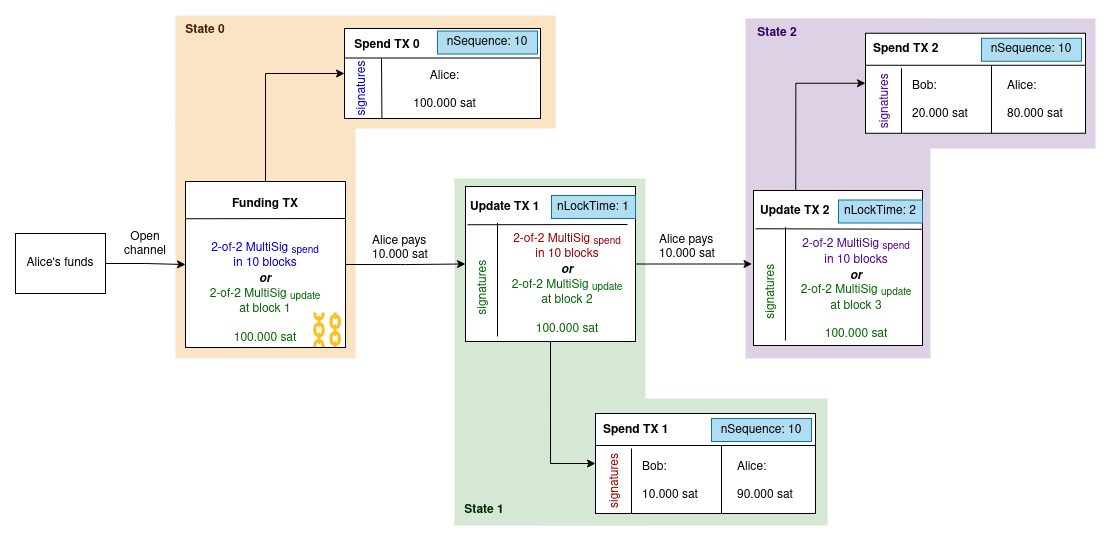 State 0
Spend TX 0
nSequence: 10
signatures
Alice:
100.000 sat
State 2
Spend TX 2
nSequence: 10
signatures
Bob:
20.000 sat
Alice:
80.000 sat
Alice's funds
Open
channel
Funding TX
2-of-2 MultiSig spend
in 10 blocks
or
2-of-2 MultiSig update
at block 1
100.000 sat
Alice pays
10.000 sat
Update TX 1
nLockTime: 1
signatures
2-of-2 MultiSig spend
in 10 blocks
or
2-of-2 MultiSig update
at block 2
100.000 sat
Alice pays
10.000 sat
Update TX 2
nLockTime: 2
signatures
2-of-2 MultiSig spend
in 10 blocks
or
2-of-2 MultiSig update
at block 3
100.000 sat
Spend TX 1
nSequence: 10
signatures
Bob:
10.000 sat
Alice:
90.000 sat
State 1